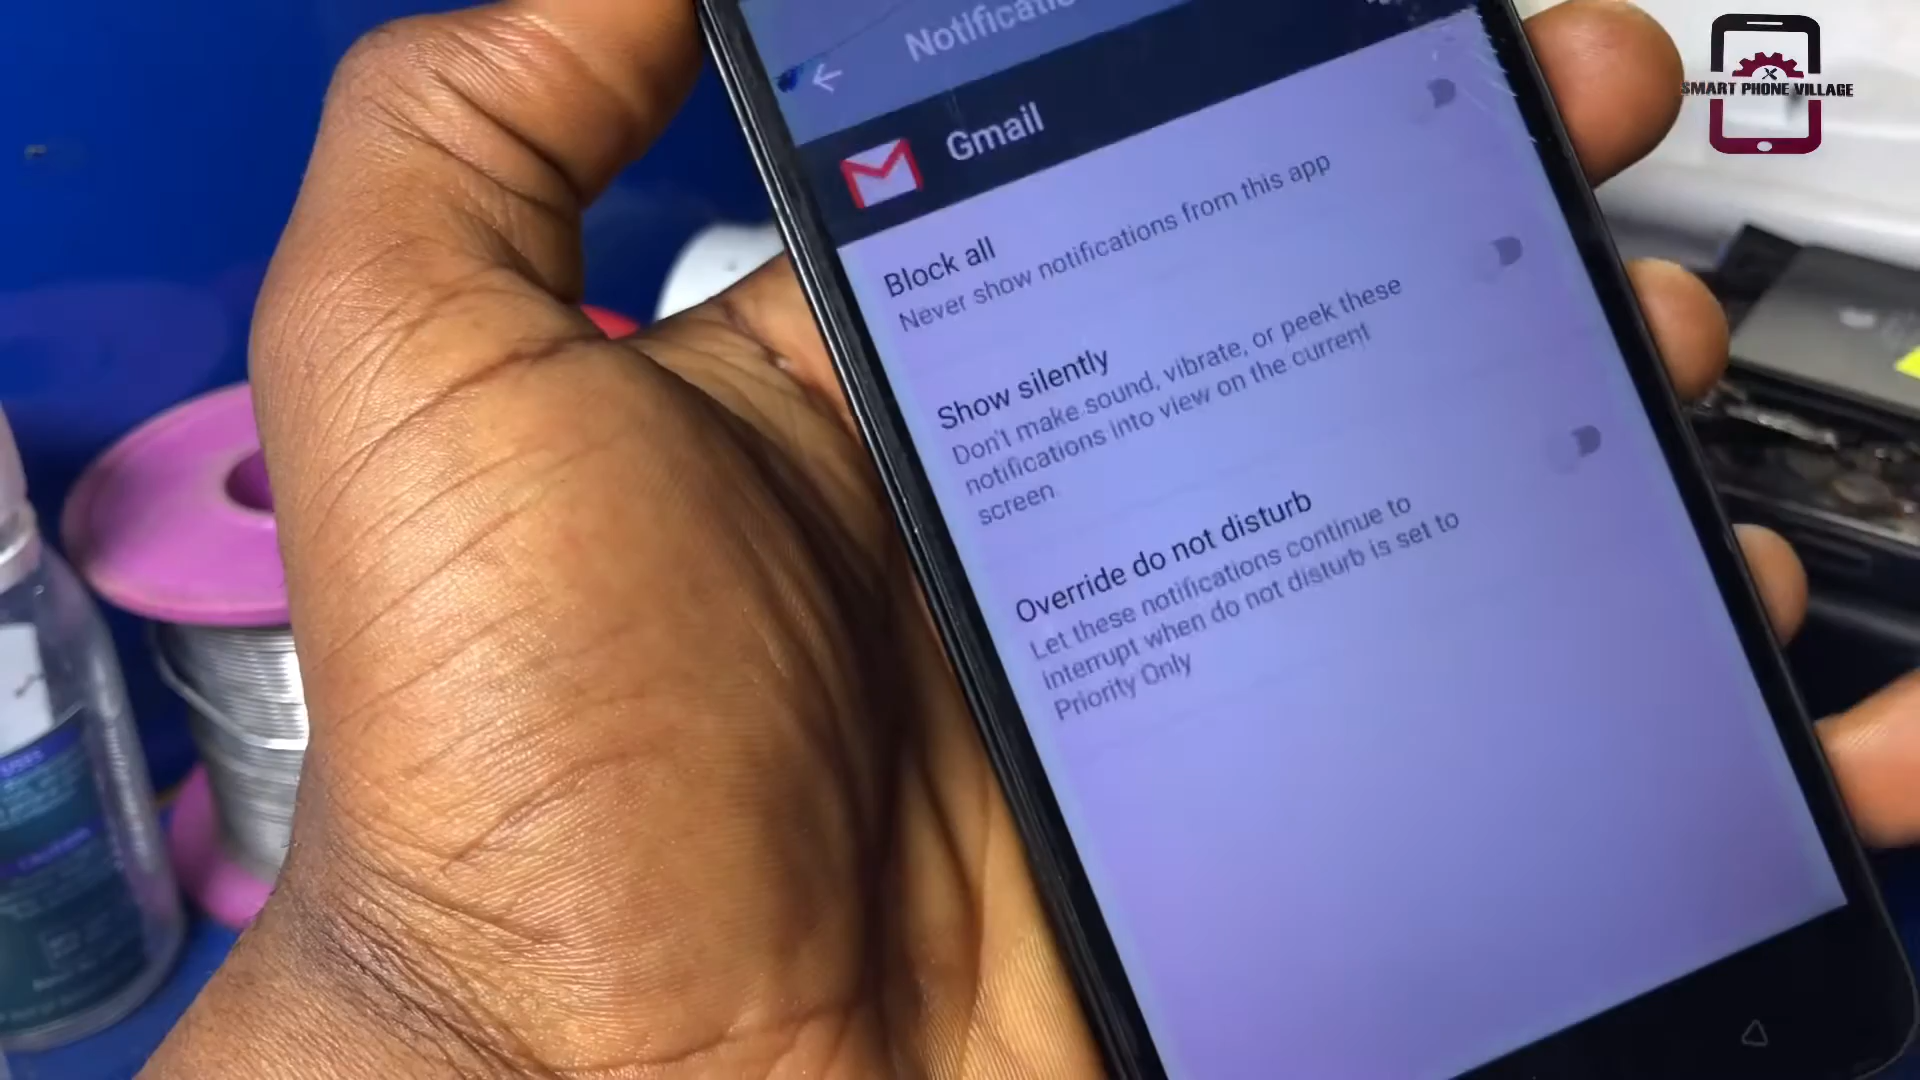 Gmail
Block all
Never show notifications from this app
Show silently
Don't make sound, vibrate, or peek these
notifications into view on the current
screen.
Override do not disturb
Let these notifications continue to
interrupt when do not disturb is set to
Priority Only
SMART PHONE VILLAGE